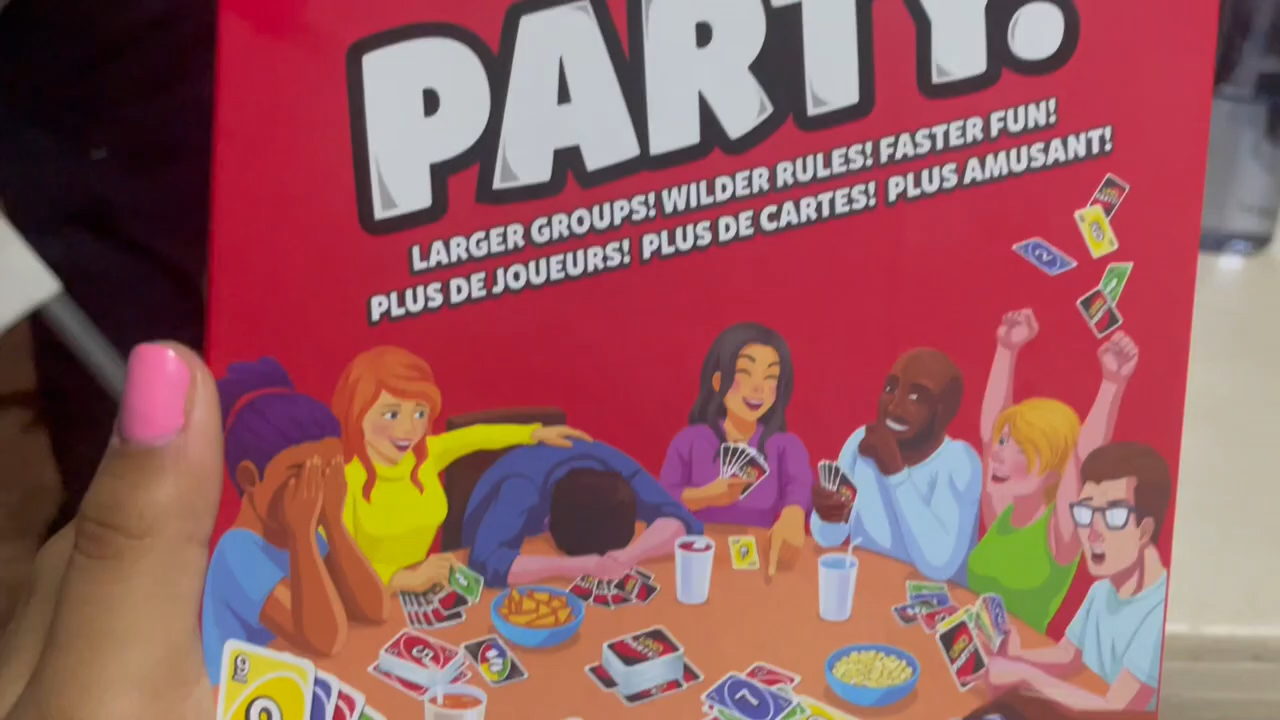 PARTY!
LARGER GROUPS! WILDER RULES! FASTER FUN!
PLUS DE JOUEURS! PLUS DE CARTES! PLUS AMUSANT!